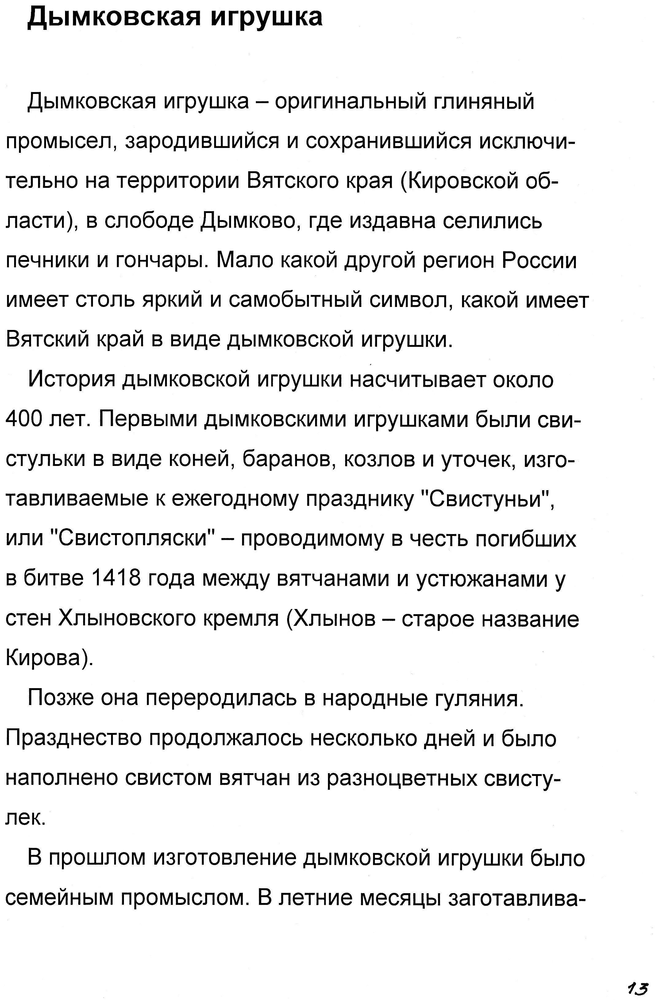 Дымковская игрушка
Дымковская игрушка – оригинальный глиняный
промысел, зародившийся и сохранившийся исключи-
тельно на территории Вятского края (Кировской об-
ласти), в слободе Дымково, где издавна селились
печники и гончары. Мало какой другой регион России
имеет столь яркий и самобытный символ, какой имеет
Вятский край в виде дымковской игрушки.
История дымковской игрушки насчитывает около
400 лет. Первыми дымковскими игрушками были сви-
стульки в виде коней, баранов, козлов и уточек, изго-
тавливаемые к ежегодному празднику "Свистуньи",
или "Свистопляски" – проводимому в честь погибших
в битве 1418 года между вятчанами и устюжанами у
стен Хлыновского кремля (Хлынов – старое название
Кирова).
Позже она переродилась в народные гуляния.
Празднество продолжалось несколько дней и было
наполнено свистом вятчан из разноцветных свисту-
лек.
В прошлом изготовление дымковской игрушки было
семейным промыслом. В летние месяцы заготавлива-
13